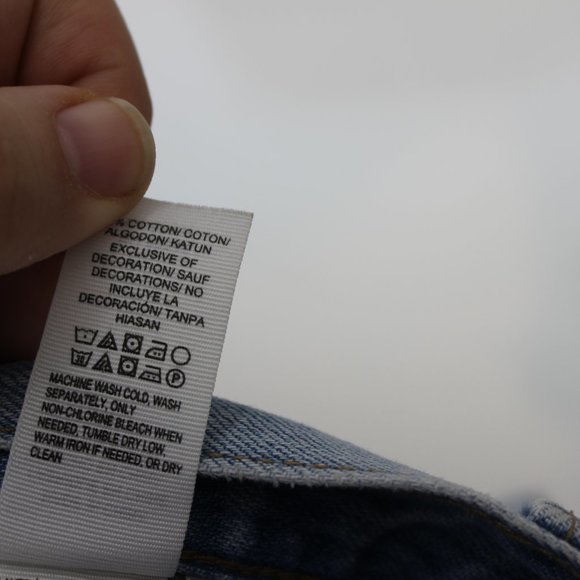 % COTTON/ COTON/
ALGODON/ KATUN
EXCLUSIVE OF
DECORATION/ SAUF
DECORATIONS/ NO
INCLUYE LA
DECORACIÓN/ TANPA
HIASAN
30 P
MACHINE WASH COLD, WASH
SEPARATELY, ONLY
NON-CHLORINE BLEACH WHEN
NEEDED, TUMBLE DRY LOW,
WARM IRON IF NEEDED, OR DRY
CLEAN